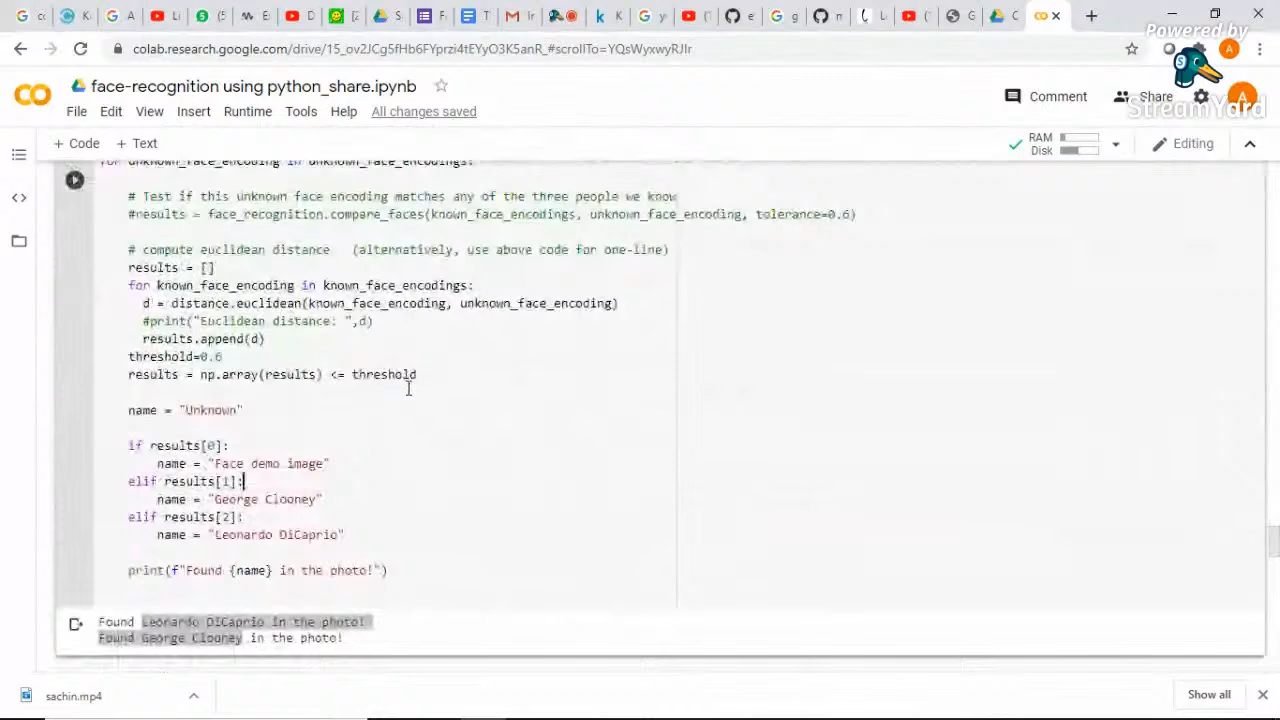 colab.research.google.com/drive/15_ov2JCg5fHb6FYprzi4tEYyO3K5anR_#scrollTo=YQsWyxwyRJIr
Powered by
StreamYard
face-recognition using python_share.ipynb
File Edit View Insert Runtime Tools Help All changes saved
Comment Share
A
+ Code + Text
RAM
Disk
Editing
for unknown_face_encoding in unknown_face_encodings:
# Test if this unknown face encoding matches any of the three people we know
#results = face_recognition.compare_faces(known_face_encodings, unknown_face_encoding, tolerance=0.6)
# compute euclidean distance (alternatively, use above code for one-line)
results = []
for known_face_encoding in known_face_encodings:
d = distance.euclidean(known_face_encoding, unknown_face_encoding)
#print("Euclidean distance: ",d)
results.append(d)
threshold=0.6
results = np.array(results) <= threshold
name = "Unknown"
if results[0]:
name = "Face demo image"
elif results[1]:
name = "George Clooney"
elif results[2]:
name = "Leonardo DiCaprio"
print(f"Found {name} in the photo!")
Found Leonardo DiCaprio in the photo!
Found George Clooney in the photo!
sachin.mp4
Show all